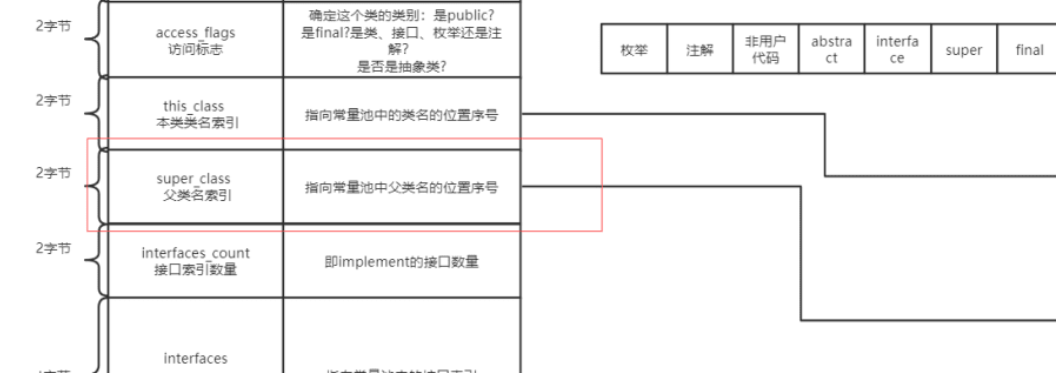 2字节
access_flags
访问标志
确定这个类的类别：是public?
是final?是类、接口、枚举还是注
解?
是否是抽象类?
枚举
注解
非用户
代码
abstra
ct
interfa
ce
super
final
2字节
this_class
本类类名索引
指向常量池中的类名的位置序号
2字节
super_class
父类名索引
指向常量池中父类名的位置序号
2字节
interfaces_count
接口索引数量
即implement的接口数量
interfaces